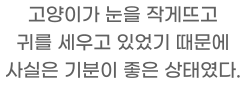 고양이가 눈을 작게뜨고
귀를 세우고 있었기 때문에
사실은 기분이 좋은 상태였다.